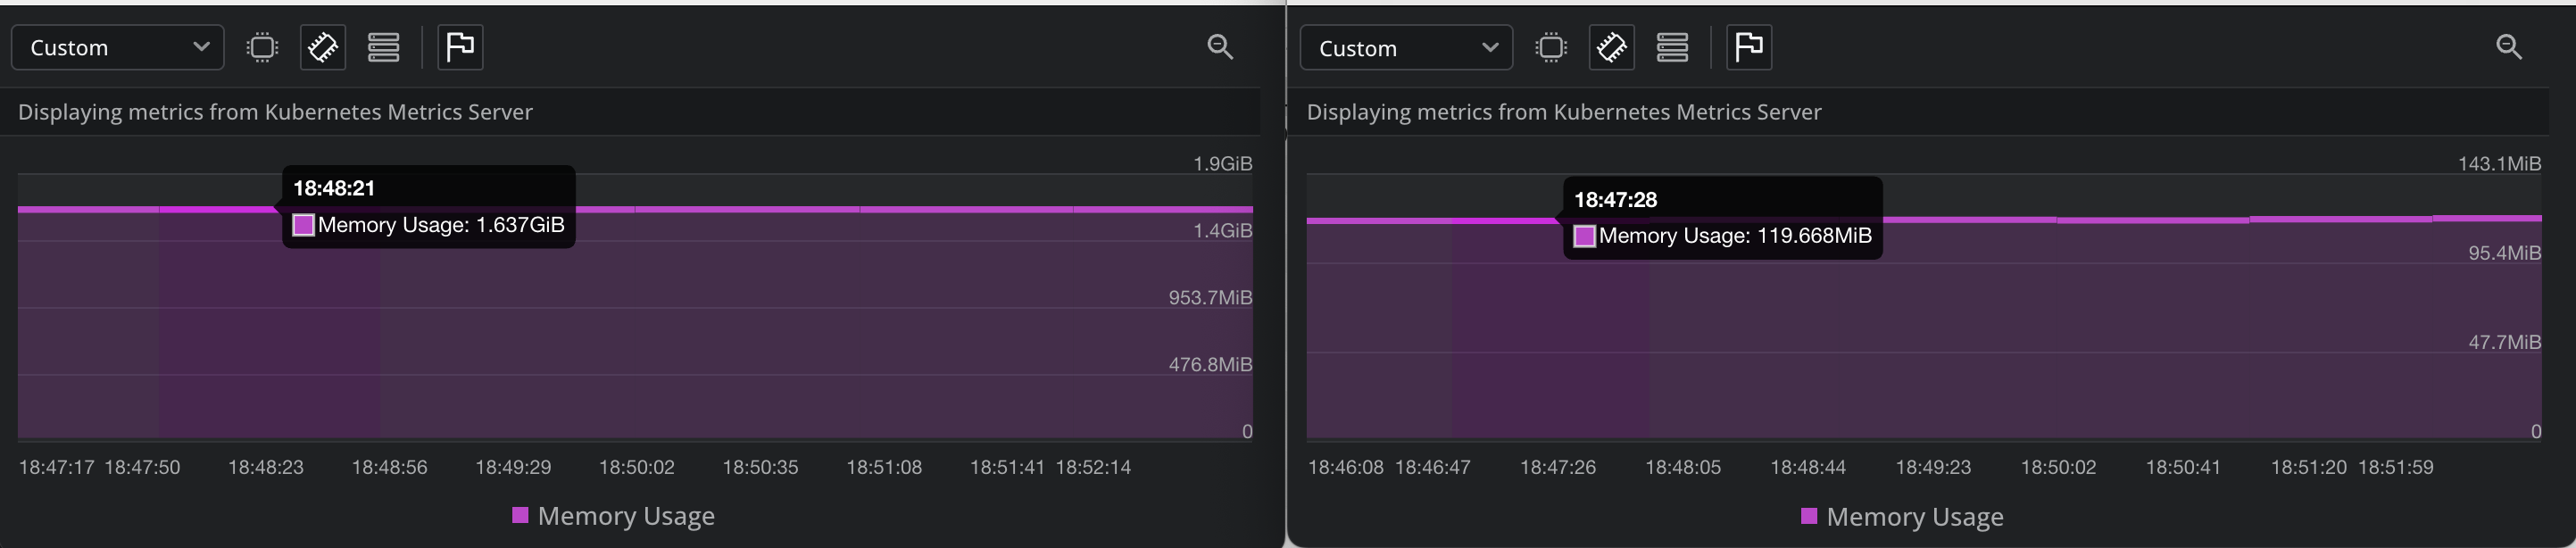 Custom
Displaying metrics from Kubernetes Metrics Server
1.9GiB
18:48:21
Memory Usage: 1.637GiB
1.4GiB
953.7MiB
476.8MiB
0
18:47:17 18:47:50 18:48:23 18:48:56 18:49:29 18:50:02 18:50:35 18:51:08 18:51:41 18:52:14
Memory Usage
Custom
Displaying metrics from Kubernetes Metrics Server
143.1MiB
18:47:28
Memory Usage: 119.668MiB
95.4MiB
47.7MiB
0
18:46:08 18:46:47 18:47:26 18:48:05 18:48:44 18:49:23 18:50:02 18:50:41 18:51:20 18:51:59
Memory Usage